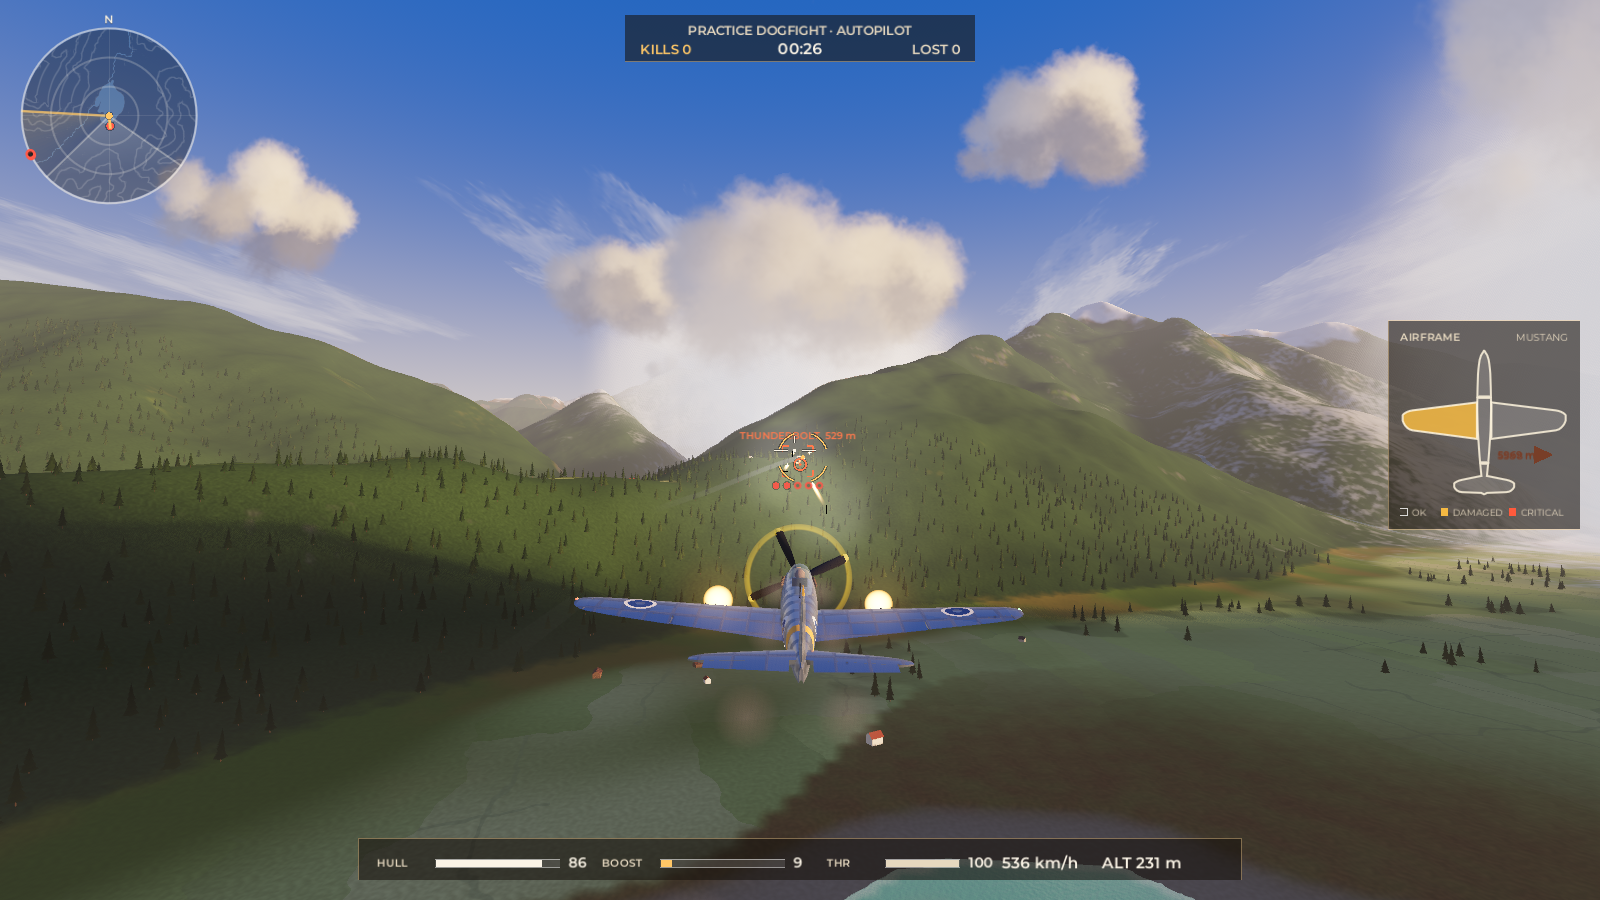 N
PRACTICE DOGFIGHT · AUTOPILOT
KILLS 0 00:26 LOST 0
AIRFRAME MUSTANG
THUNDERBOLT 529 m
OK DAMAGED CRITICAL
HULL 86 BOOST 9 THR 100 536 km/h ALT 231 m